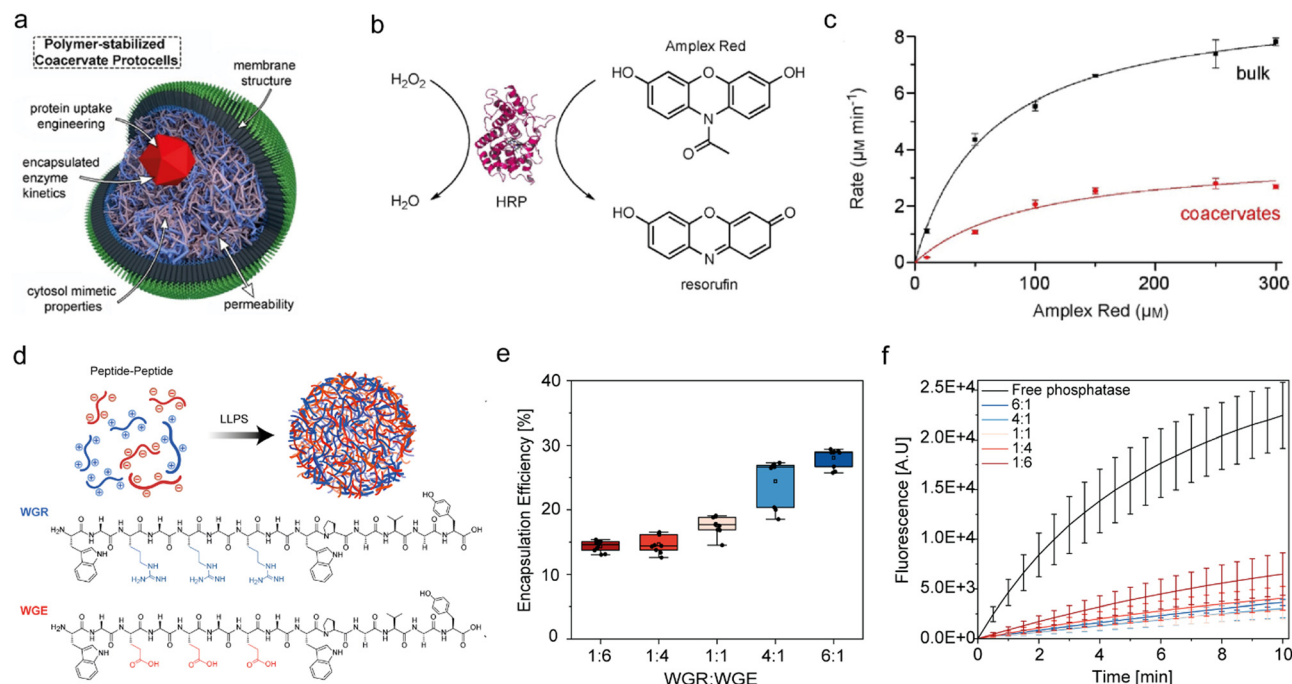 a
Polymer-stabilized
Coacervate Protocells
membrane
structure
protein uptake
engineering
encapsulated
enzyme
kinetics
cytosol mimetic
properties
permeability
b
Amplex Red
H₂O₂
HO
O
OH
N
O
H₂O
HRP
HO
O
O
N
resorufin
c
8
6
4
2
0
Rate (µM min⁻¹)
bulk
coacervates
0
100
200
300
Amplex Red (µM)
d
Peptide-Peptide
LLPS
WGR
WGE
e
40
30
20
10
0
Encapsulation Efficiency [%]
1:6
1:4
1:1
4:1
6:1
WGR:WGE
f
2.5E+4
2.0E+4
1.5E+4
1.0E+4
5.0E+3
0.0E+0
Fluorescence [A.U]
Free phosphatase
6:1
4:1
1:1
1:4
1:6
0
2
4
6
8
10
Time [min]